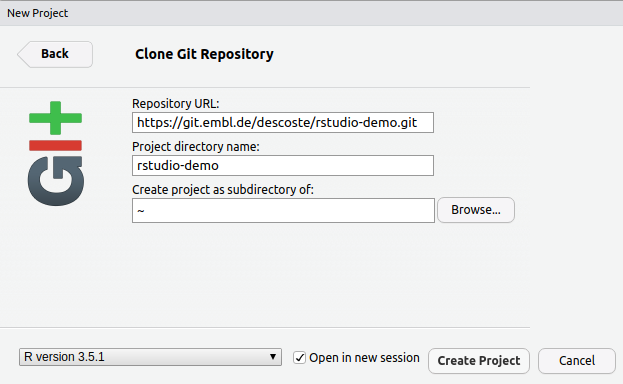 New Project
Back
Clone Git Repository
Repository URL:
https://git.embl.de/descoste/rstudio-demo.git
Project directory name:
rstudio-demo
Create project as subdirectory of:
~
Browse...
git
R version 3.5.1
Open in new session
Create Project
Cancel